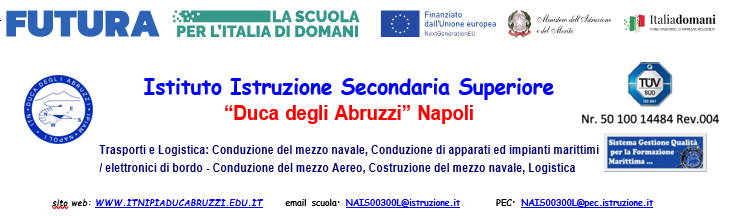 FUTURA
LA SCUOLA
PER L'ITALIA DI DOMANI
Finanziato
dall'Unione europea
NextGenerationEU
Ministero dell'Istruzione
e del Merito
Italiadomani
Istituto Istruzione Secondaria Superiore
“Duca degli Abruzzi” Napoli
TÜV
SÜD
Nr. 50 100 14484 Rev.004
Sistema Gestione Qualità
per la Formazione
Marittima ...
Trasporti e Logistica: Conduzione del mezzo navale, Conduzione di apparati ed impianti marittimi
/ elettronici di bordo - Conduzione del mezzo Aereo, Costruzione del mezzo navale, Logistica
sito web: WWW.ITNIPIADUCABRUZZI.EDU.IT email scuola: NAIS00300L@istruzione.it PEC: NAIS00300L@pec.istruzione.it